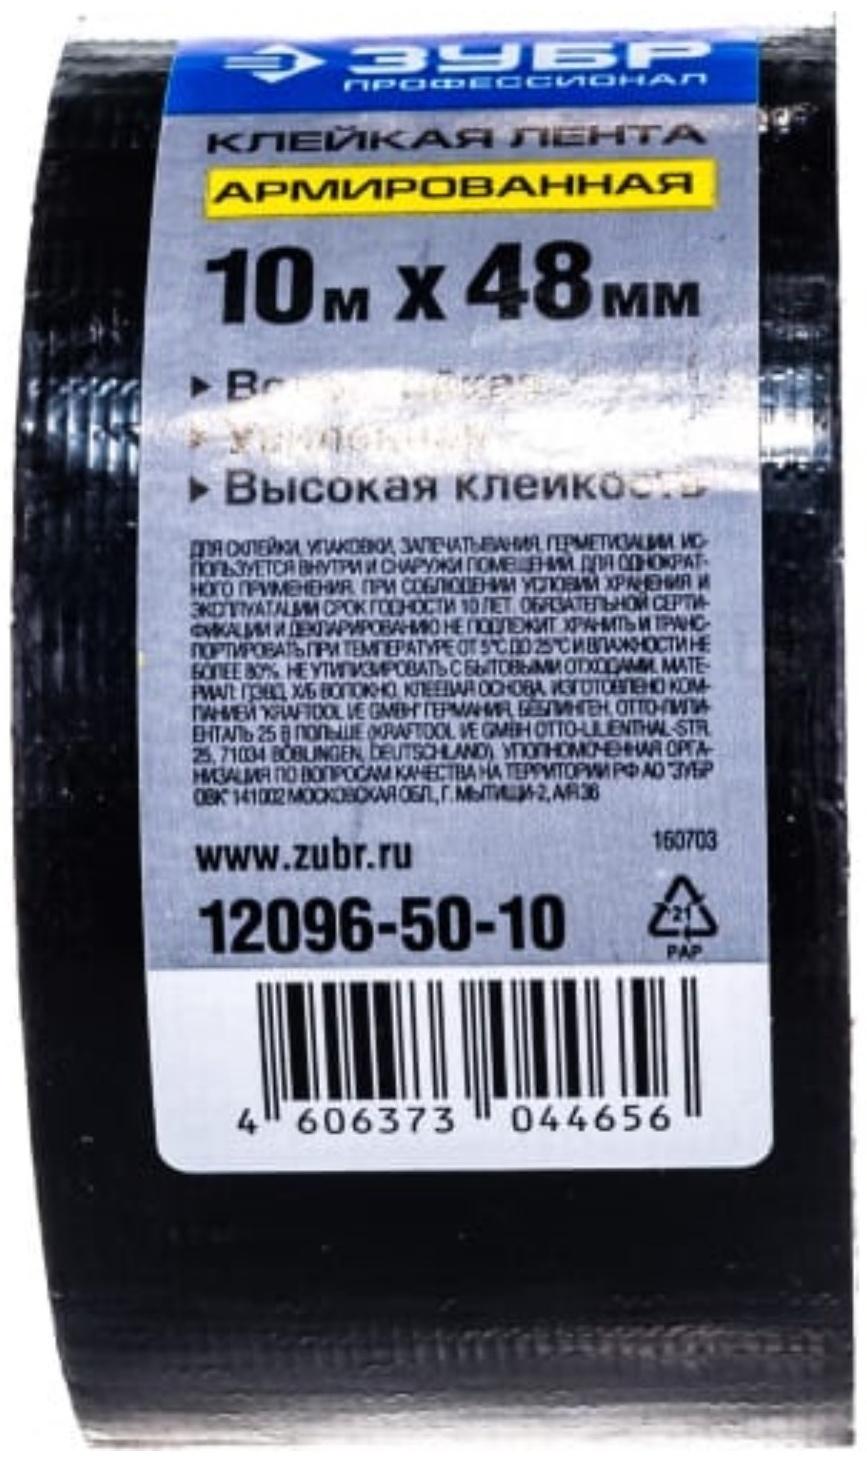 ЗУБР
ПРОФЕССИОНАЛ
КЛЕЙКАЯ ЛЕНТА
АРМИРОВАННАЯ
10м х 48мм
Высокая клейкость
ДЛЯ СКЛЕЙКИ, УПАКОВКИ, ЗАПЕЧАТЫВАНИЯ, ГЕРМЕТИЗАЦИИ. ИС-
ПОЛЬЗУЕТСЯ ВНУТРИ И СНАРУЖИ ПОМЕЩЕНИЙ. ДЛЯ ОДНОКРАТ-
НОГО ПРИМЕНЕНИЯ. ПРИ СОБЛЮДЕНИИ УСЛОВИЙ ХРАНЕНИЯ И
ЭКСПЛУАТАЦИИ СРОК ГОДНОСТИ 10 ЛЕТ. ОБЯЗАТЕЛЬНОЙ СЕРТИ-
ФИКАЦИИ И ДЕКЛАРИРОВАНИЮ НЕ ПОДЛЕЖИТ. ХРАНИТЬ И ТРАНС-
ПОРТИРОВАТЬ ПРИ ТЕМПЕРАТУРЕ ОТ 5°C ДО 25°C И ВЛАЖНОСТИ НЕ
БОЛЕЕ 80%. НЕ УТИЛИЗИРОВАТЬ С БЫТОВЫМИ ОТХОДАМИ. МАТЕ-
РИАЛ: ПЭВД, Х/Б ВОЛОКНО, КЛЕЕВАЯ ОСНОВА. ИЗГОТОВЛЕНО КОМ-
ПАНИЕЙ "KRAFTOOL I/E GMBH" ГЕРМАНИЯ, БЁБЛИНГЕН, ОТТО-ЛИЛИ-
ЕНТАЛЬ 25 В ПОЛЬШЕ (KRAFTOOL I/E GMBH OTTO-LILIENTHAL-STR.
25, 71034 BÖBLINGEN, DEUTSCHLAND). УПОЛНОМОЧЕННАЯ ОРГА-
НИЗАЦИЯ ПО ВОПРОСАМ КАЧЕСТВА НА ТЕРРИТОРИИ РФ АО "ЗУБР
ОВК" 141002 МОСКОВСКАЯ ОБЛ., Г. МЫТИЩИ-2, А/Я 36
www.zubr.ru 160703
12096-50-10
21
PAP
4 606373 044656